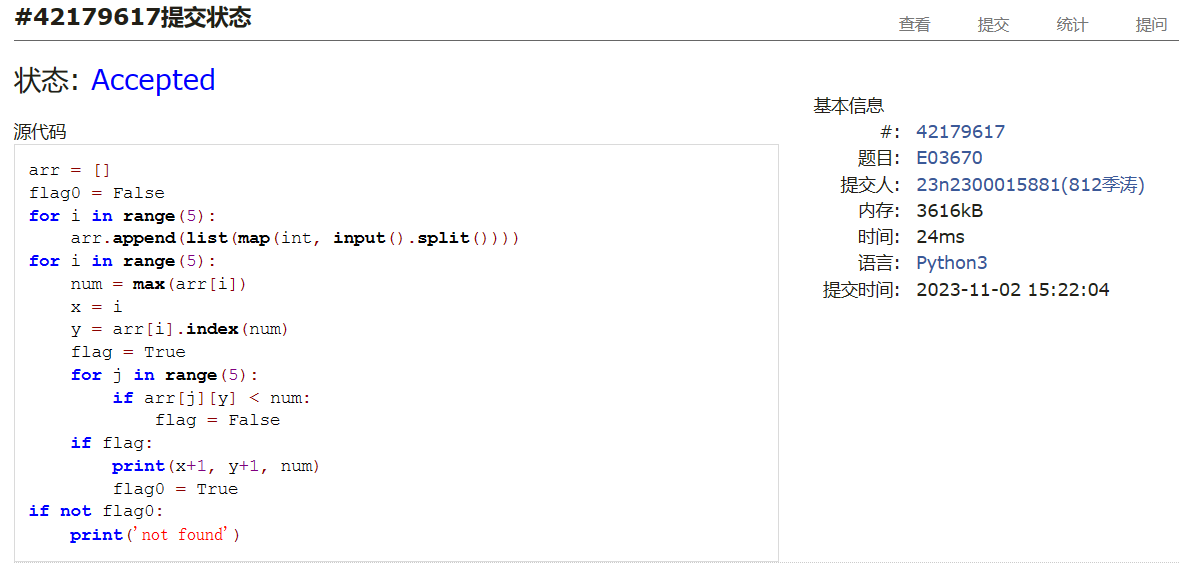 #42179617提交状态
查看 提交 统计 提问
状态: Accepted
源代码
arr = []
flag0 = False
for i in range(5):
    arr.append(list(map(int, input().split())))
for i in range(5):
    num = max(arr[i])
    x = i
    y = arr[i].index(num)
    flag = True
    for j in range(5):
        if arr[j][y] < num:
            flag = False
    if flag:
        print(x+1, y+1, num)
        flag0 = True
if not flag0:
    print('not found')
基本信息
#: 42179617
题目: E03670
提交人: 23n2300015881(812季涛)
内存: 3616kB
时间: 24ms
语言: Python3
提交时间: 2023-11-02 15:22:04